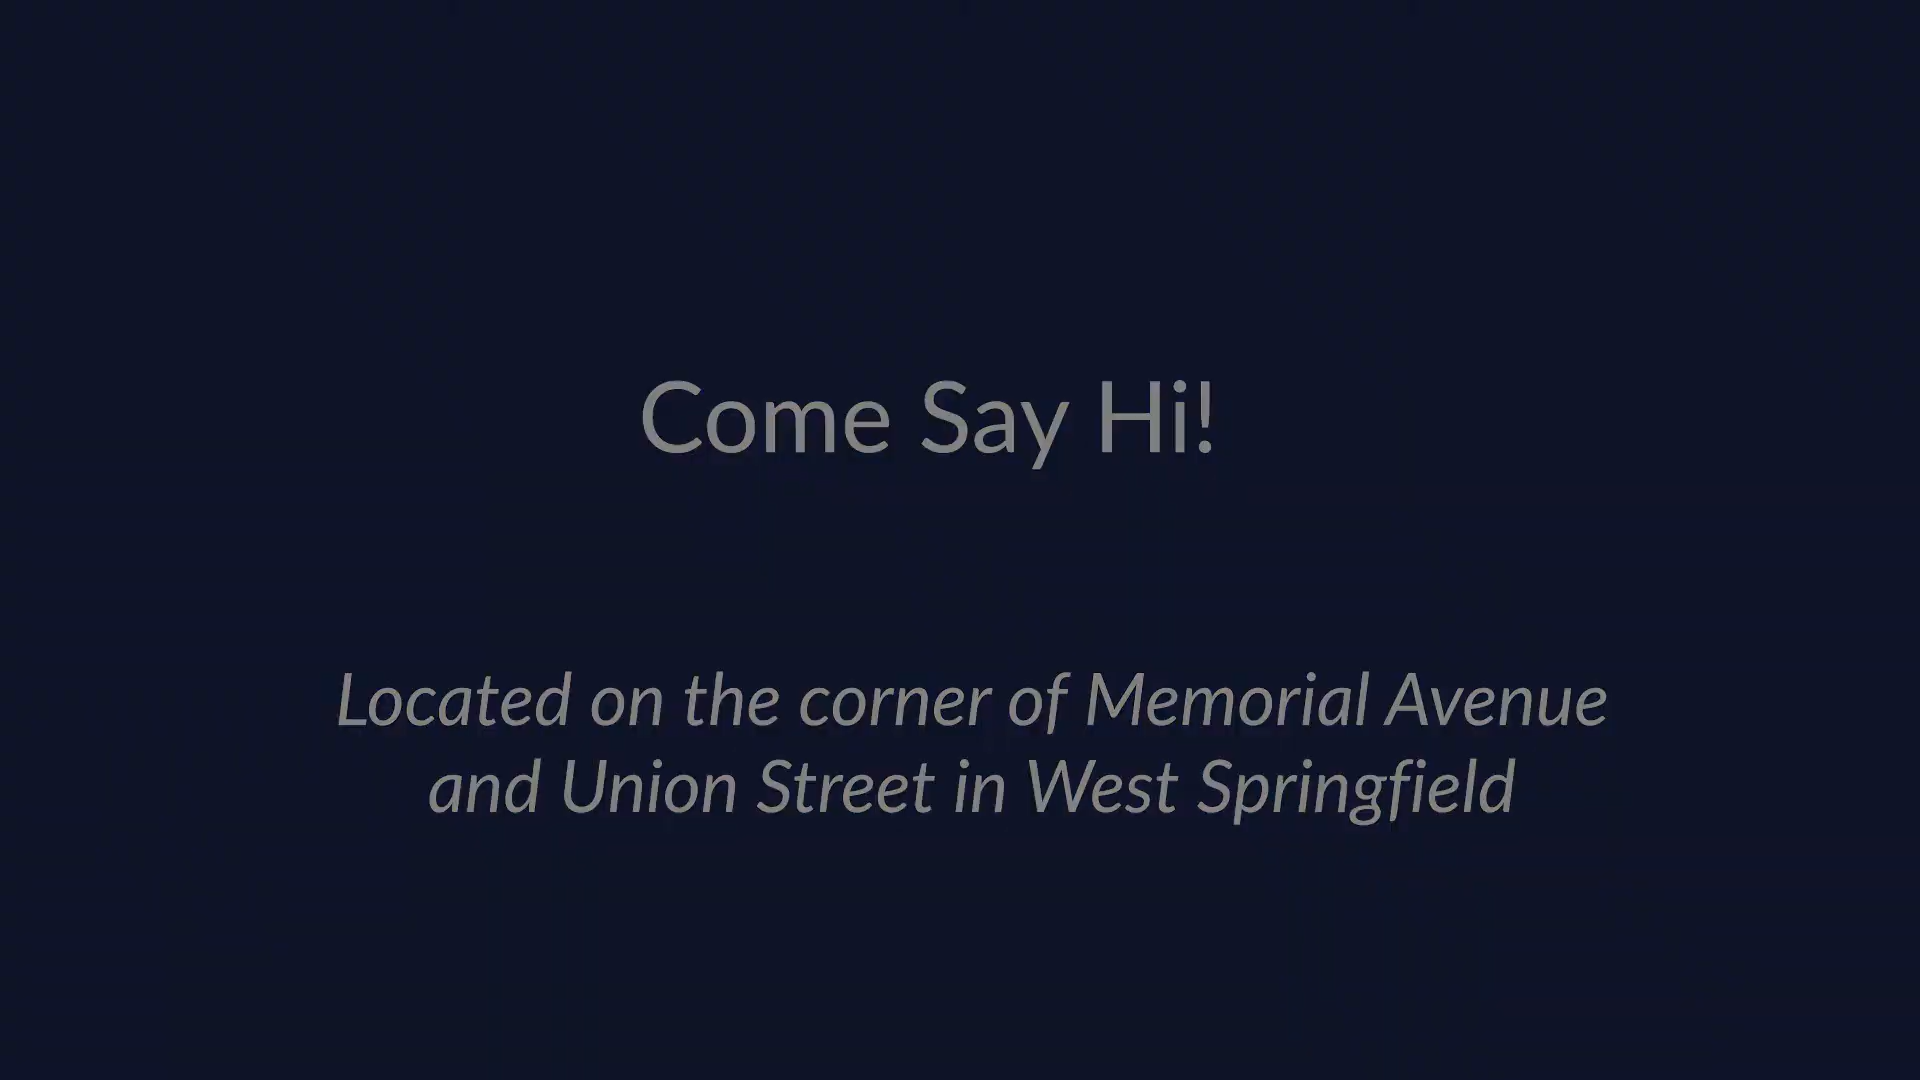 Come Say Hi!
Located on the corner of Memorial Avenue
and Union Street in West Springfield